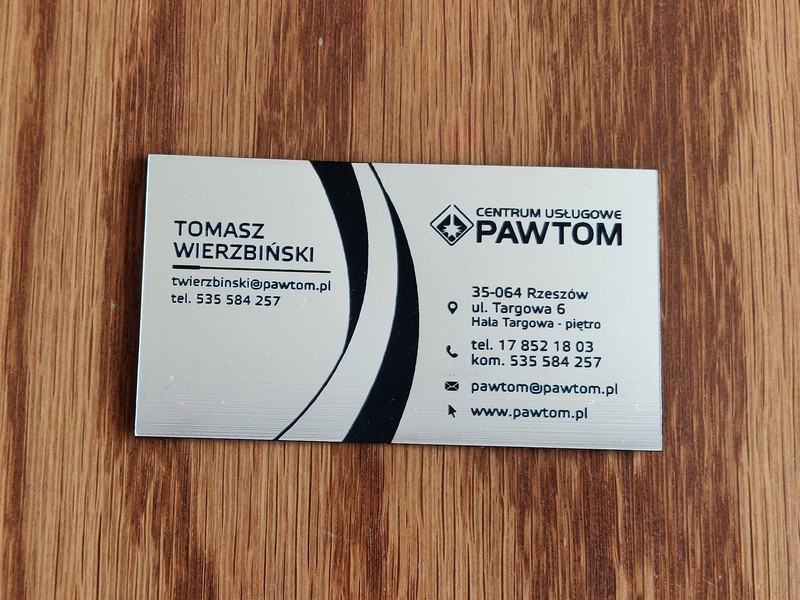 TOMASZ
WIERZBIŃSKI
twierzbinski@pawtom.pl
tel. 535 584 257
CENTRUM USŁUGOWE
PAWTOM
35-064 Rzeszów
ul. Targowa 6
Hala Targowa - piętro
tel. 17 852 18 03
kom. 535 584 257
pawtom@pawtom.pl
www.pawtom.pl